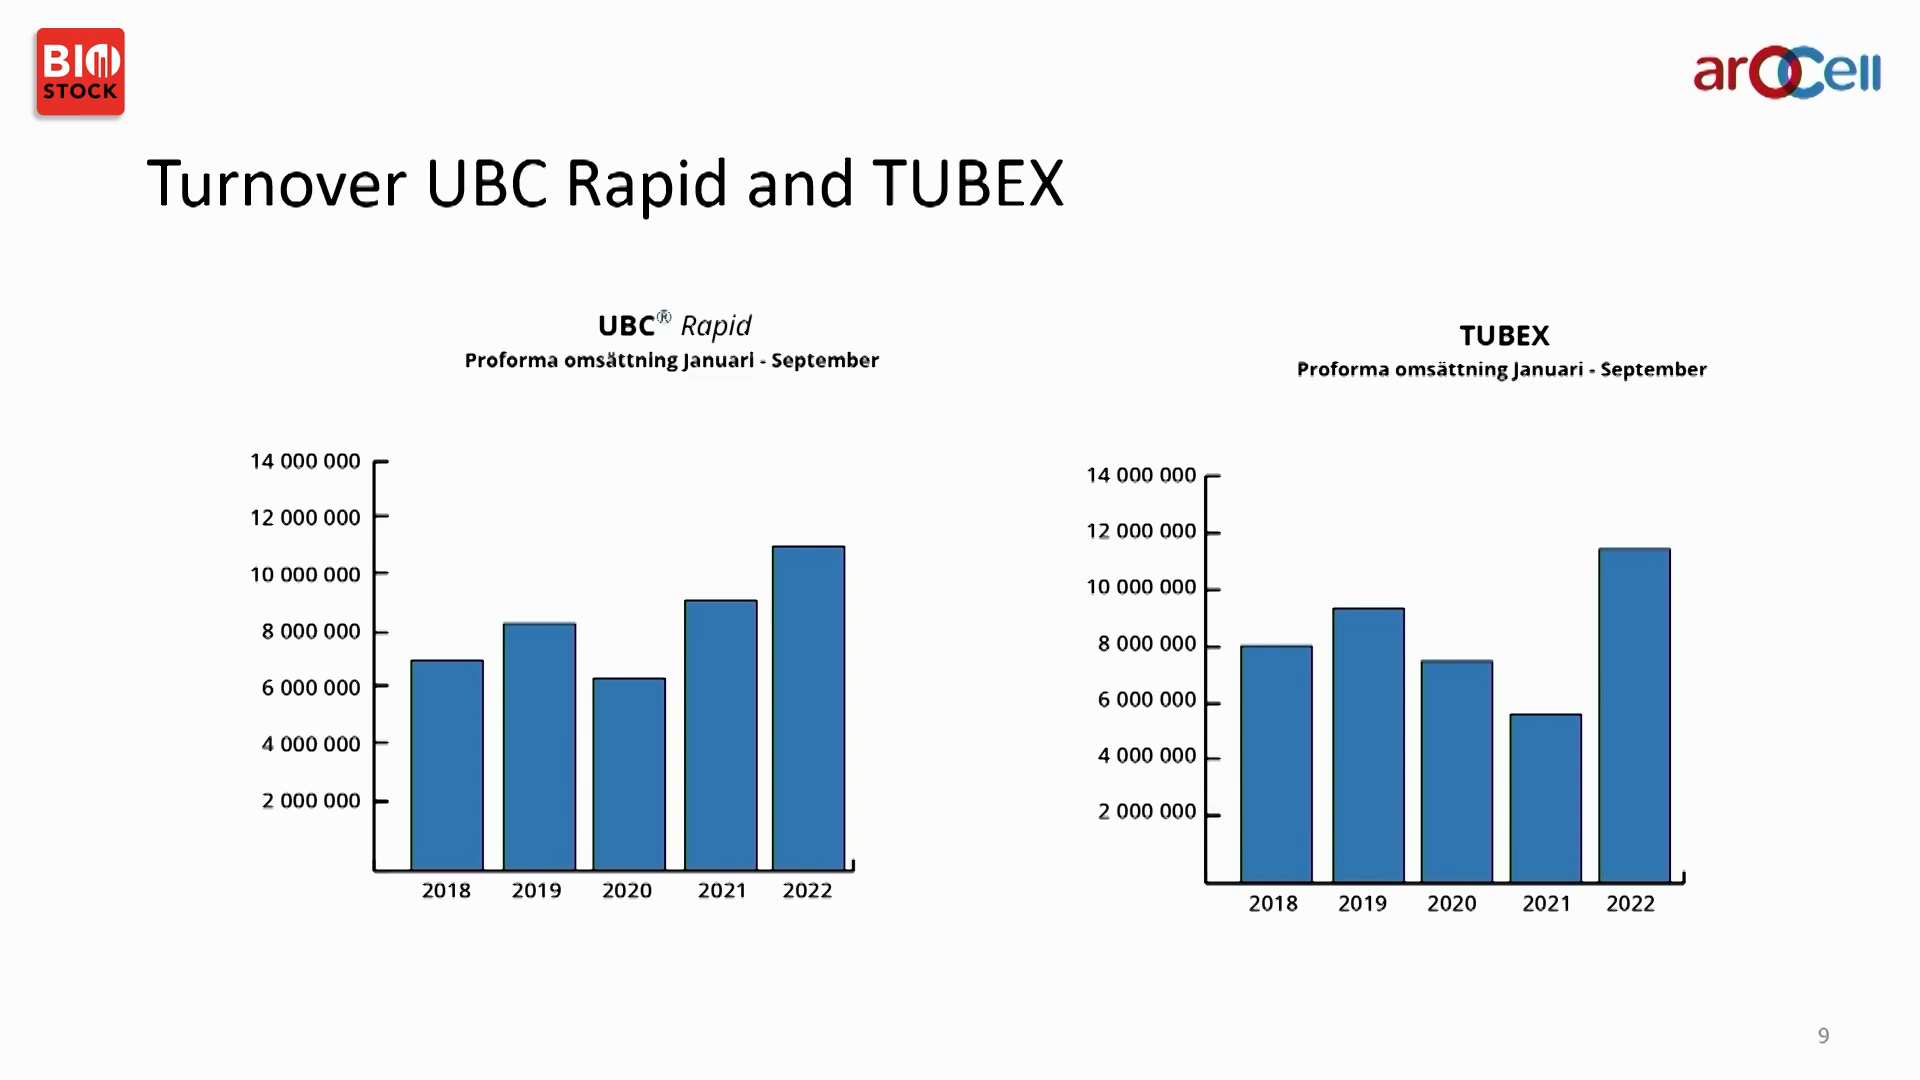 BIO
STOCK
arOCell
Turnover UBC Rapid and TUBEX
UBC® Rapid
Proforma omsättning Januari - September
14 000 000
12 000 000
10 000 000
8 000 000
6 000 000
4 000 000
2 000 000
2018 2019 2020 2021 2022
TUBEX
Proforma omsättning Januari - September
14 000 000
12 000 000
10 000 000
8 000 000
6 000 000
4 000 000
2 000 000
2018 2019 2020 2021 2022
9